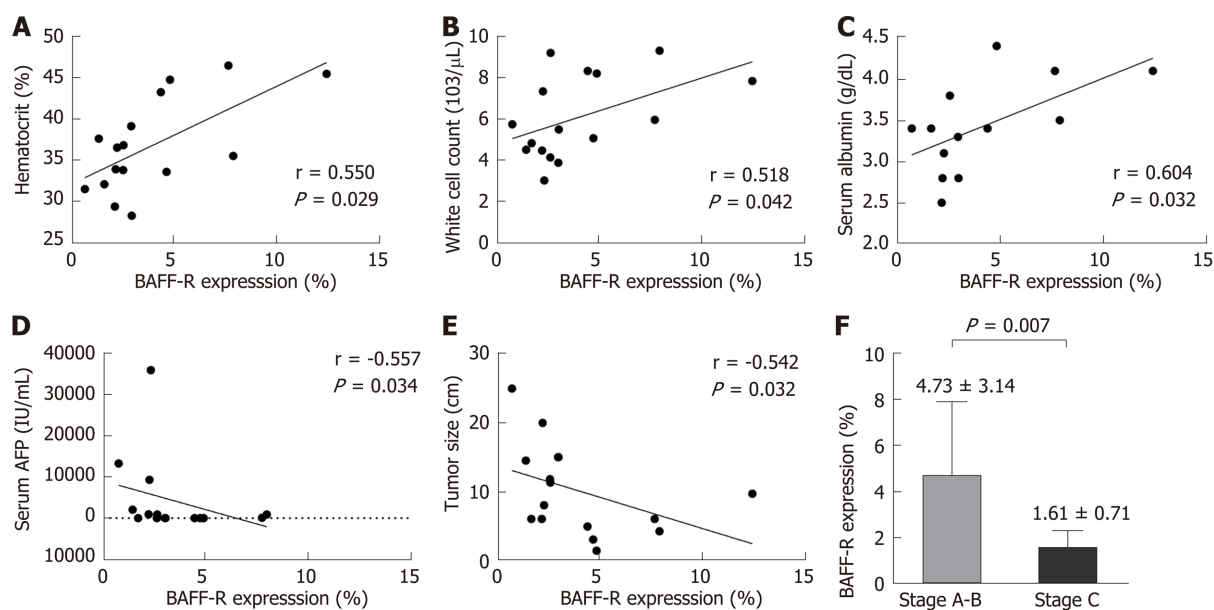 A
50
45
40
35
30
25
Hematocrit (%)
r = 0.550
P = 0.029
0
5
10
15
BAFF-R expresssion (%)
B
10
8
6
4
2
0
White cell count (103/μL)
r = 0.518
P = 0.042
0
5
10
15
BAFF-R expresssion (%)
C
4.5
4.0
3.5
3.0
2.5
2.0
Serum albumin (g/dL)
r = 0.604
P = 0.032
0
5
10
15
BAFF-R expresssion (%)
D
40000
30000
20000
10000
0
10000
Serum AFP (IU/mL)
r = -0.557
P = 0.034
0
5
10
15
BAFF-R expresssion (%)
E
30
20
10
0
Tumor size (cm)
r = -0.542
P = 0.032
0
5
10
15
BAFF-R expresssion (%)
F
P = 0.007
10
8
6
4
2
0
BAFF-R expression (%)
4.73 ± 3.14
1.61 ± 0.71
Stage A-B
Stage C